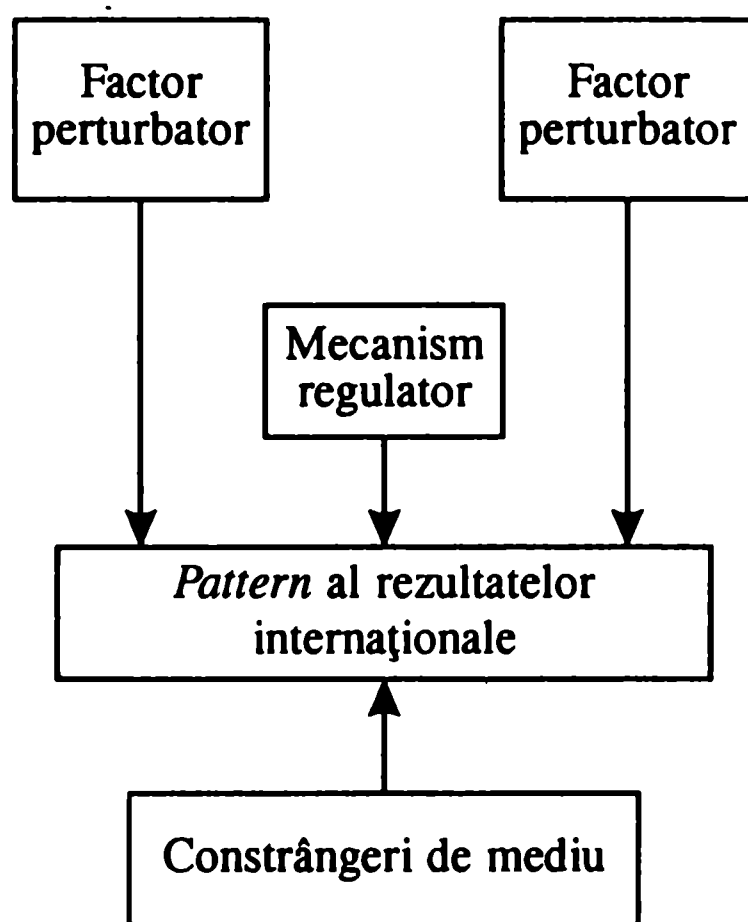 Factor
perturbator
Factor
perturbator
Mecanism
regulator
Pattern al rezultatelor
internaţionale
Constrângeri de mediu